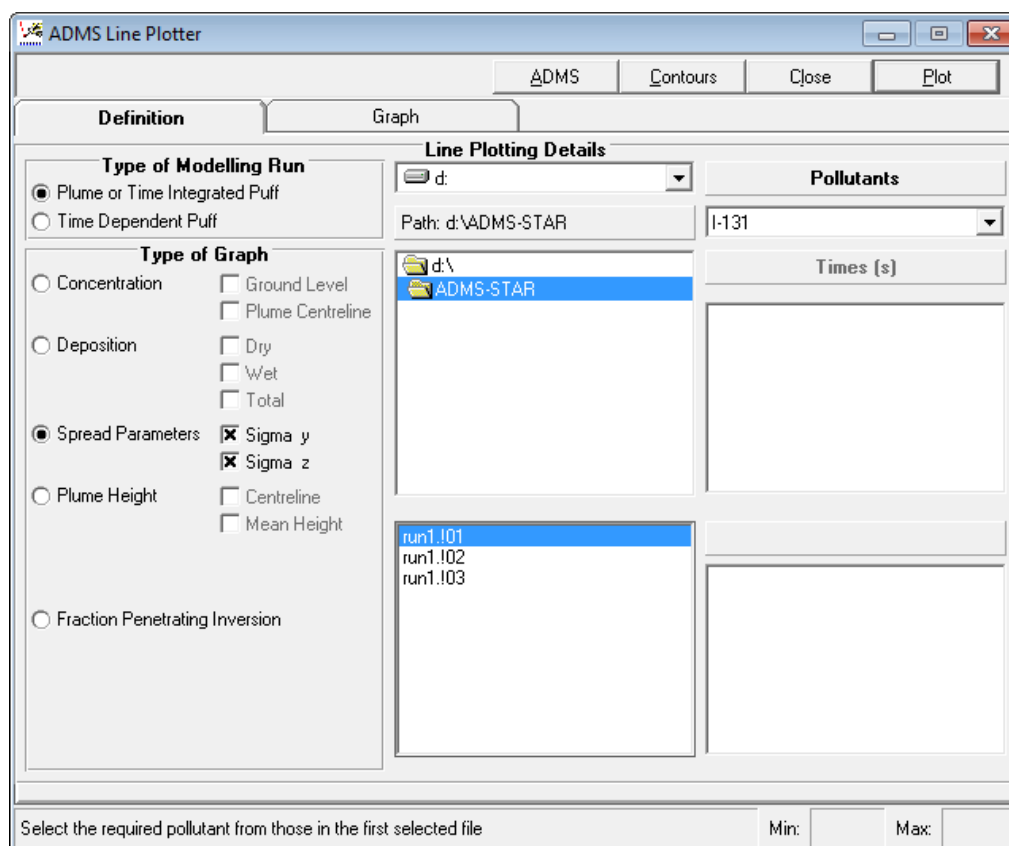 ADMS Line Plotter
ADMS Contours Close Plot
Definition Graph
Line Plotting Details
Type of Modelling Run
Plume or Time Integrated Puff
Time Dependent Puff
Type of Graph
Concentration Ground Level
Plume Centreline
Deposition Dry
Wet
Total
Spread Parameters Sigma y
Sigma z
Plume Height Centreline
Mean Height
Fraction Penetrating Inversion
d:
Path: d:\ADMS-STAR
d:\
ADMS-STAR
run1.!01
run1.!02
run1.!03
Pollutants
I-131
Times (s)
Select the required pollutant from those in the first selected file
Min: Max: